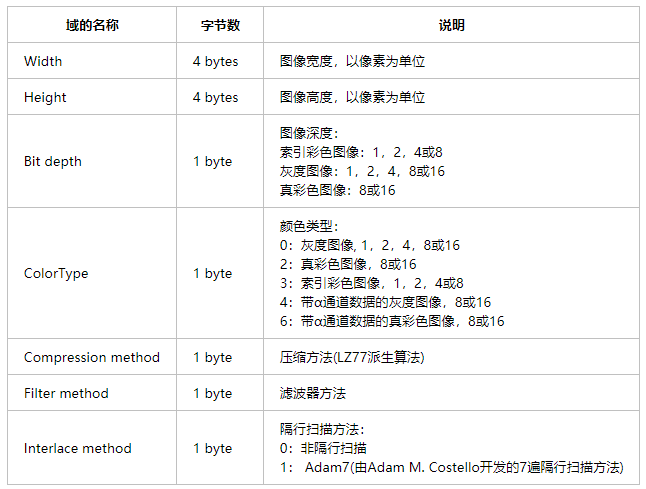 域的名称 字节数 说明
Width 4 bytes 图像宽度，以像素为单位
Height 4 bytes 图像高度，以像素为单位
Bit depth 1 byte 图像深度：
索引彩色图像：1，2，4或8
灰度图像：1，2，4，8或16
真彩色图像：8或16
ColorType 1 byte 颜色类型：
0：灰度图像, 1，2，4，8或16
2：真彩色图像，8或16
3：索引彩色图像，1，2，4或8
4：带α通道数据的灰度图像，8或16
6：带α通道数据的真彩色图像，8或16
Compression method 1 byte 压缩方法(LZ77派生算法)
Filter method 1 byte 滤波器方法
Interlace method 1 byte 隔行扫描方法：
0：非隔行扫描
1： Adam7(由Adam M. Costello开发的7遍隔行扫描方法)